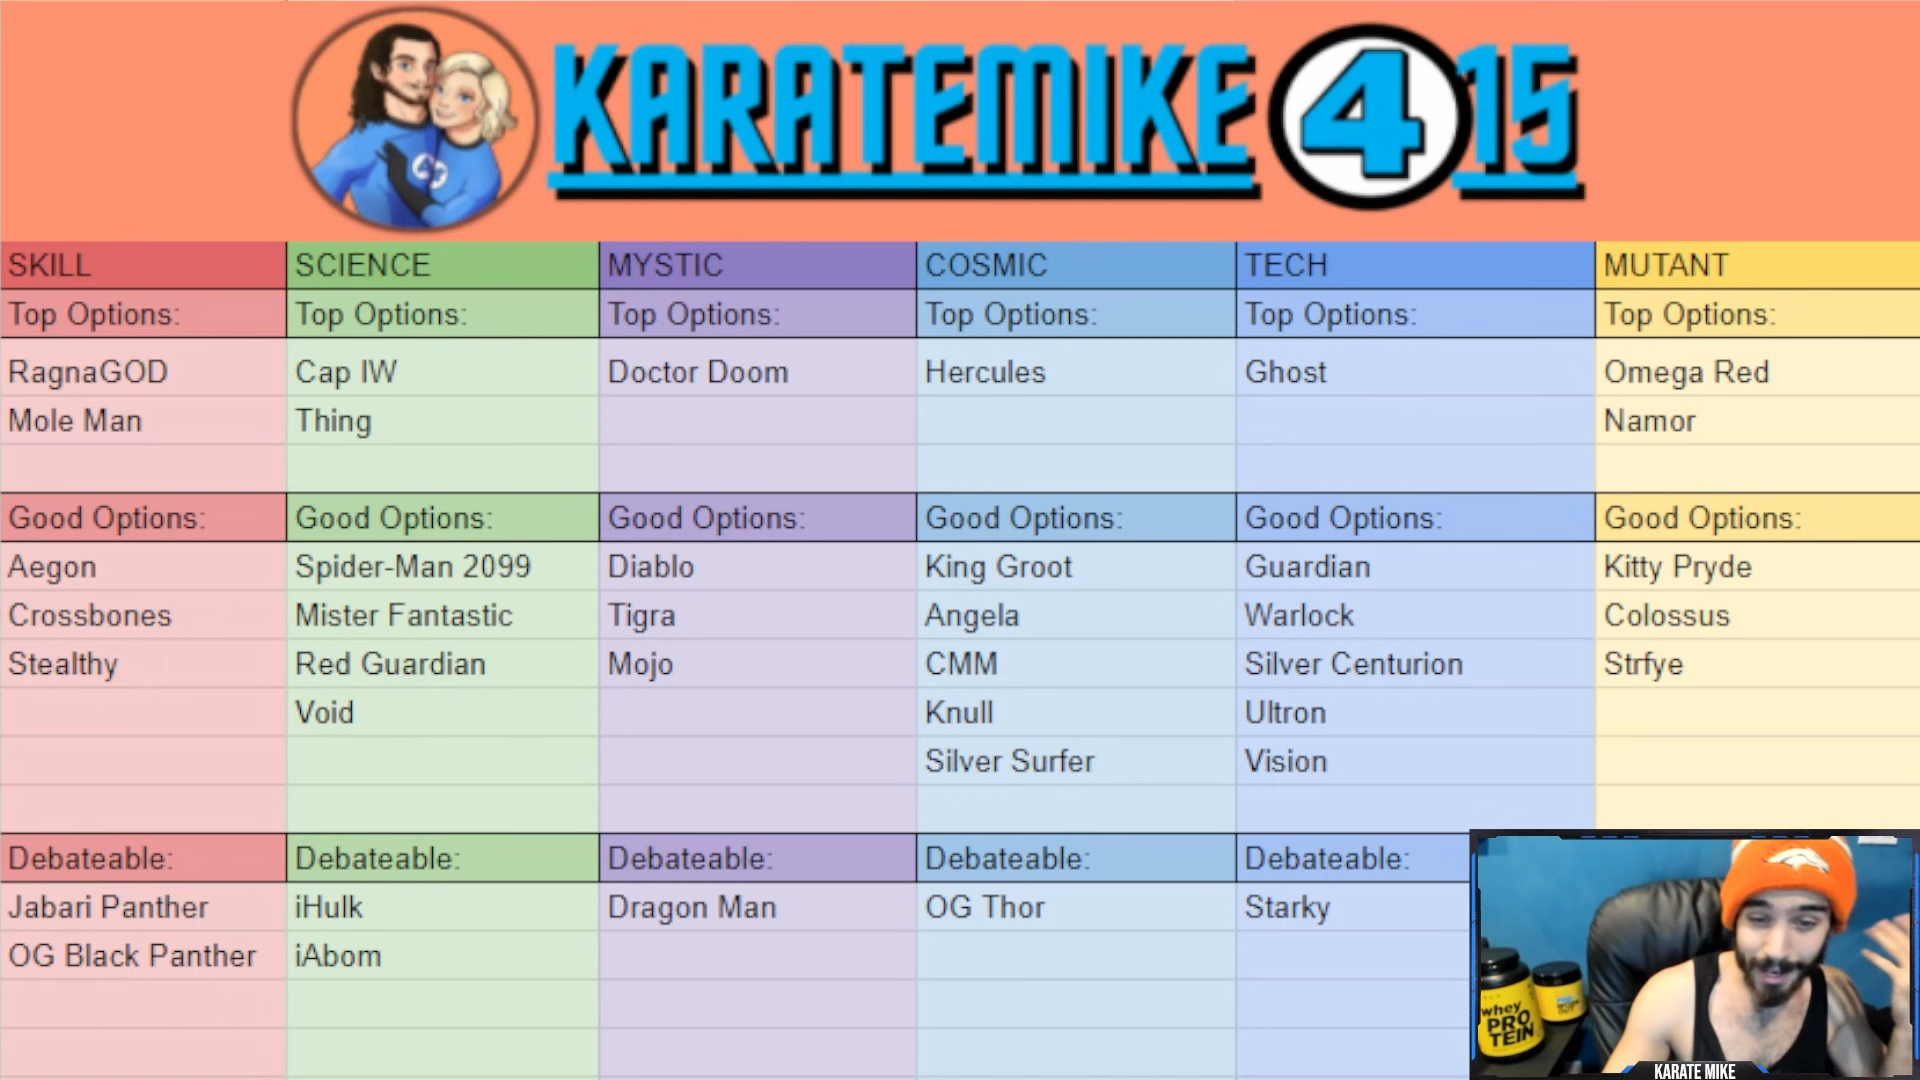 KARATEMIKE 415
SKILL SCIENCE MYSTIC COSMIC TECH MUTANT
Top Options: Top Options: Top Options: Top Options: Top Options: Top Options:
RagnaGOD Cap IW Doctor Doom Hercules Ghost Omega Red
Mole Man Thing Namor
Good Options: Good Options: Good Options: Good Options: Good Options: Good Options:
Aegon Spider-Man 2099 Diablo King Groot Guardian Kitty Pryde
Crossbones Mister Fantastic Tigra Angela Warlock Colossus
Stealthy Red Guardian Mojo CMM Silver Centurion Strfye
Void Knull Ultron
Silver Surfer Vision
Debateable: Debateable: Debateable: Debateable: Debateable:
Jabari Panther iHulk Dragon Man OG Thor Starky
OG Black Panther iAbom
whey
PRO
TEIN
KARATE MIKE